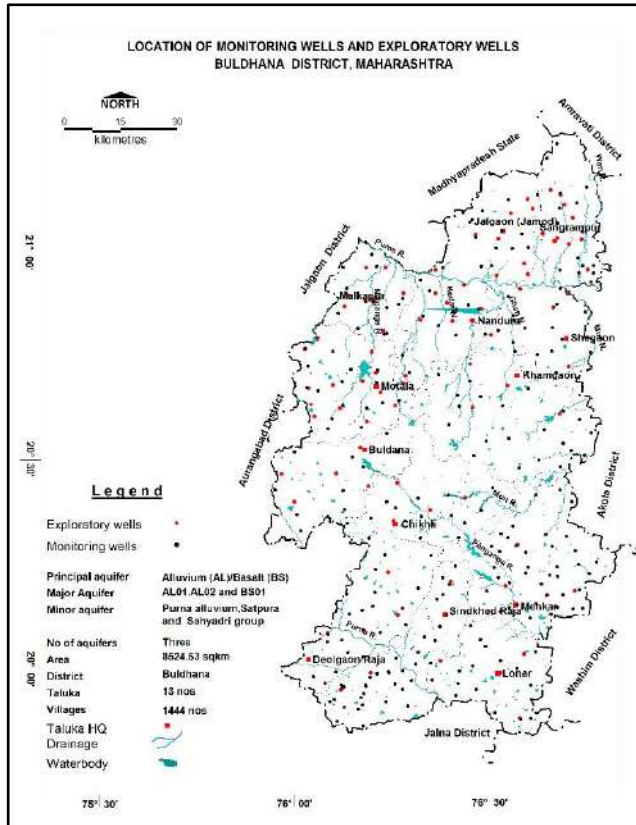 LOCATION OF MONITORING WELLS AND EXPLORATORY WELLS
BULDHANA DISTRICT, MAHARASHTRA
NORTH
0 15 30
kilometres
Amravati District
Madhyapradesh State
Jalgaon (Jamod)
Sangrampur
Jalgaon District
Purna R.
21° 00
Malkapur
Nandura
Shegaon
Khamgaon
Motala
Aurangabad District
20° 30
Buldana
Akola District
Chikhli
Penganga R.
Mehkar
Sindkhed Raja
Purna R.
20° 00
Deolgaon/Raja
Lonar
Washim District
Jalna District
Legend
Exploratory wells
Monitoring wells
Principal aquifer Alluvium (AL)/Basalt (BS)
Major Aquifer AL01.AL02 and BS01
Minor aquifer Purna alluvium,Satpura
and Sahyadri group
No of aquifers Three
Area 8524.53 sqkm
District Buldhana
Taluka 13 nos
Villages 1444 nos
Taluka HQ
Drainage
Waterbody
75° 30' 76° 00 76° 30'